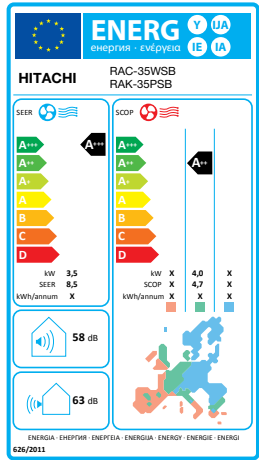 ENERG
енергия · ενέργεια
Y IJA
IE IA
HITACHI
RAC-35WSB
RAK-35PSB
SEER
A+++
A++
A+
A
B
C
D
A+++
kW 3,5
SEER 8,5
kWh/annum X
SCOP
A+++
A++
A+
A
B
C
D
A++
kW X 4,0 X
SCOP X 4,7 X
kWh/annum X X X
58 dB
63 dB
ENERGIA · ЕНЕРГИЯ · ΕΝΕΡΓΕΙΑ · ENERGIJA · ENERGY · ENERGIE · ENERGI
626/2011